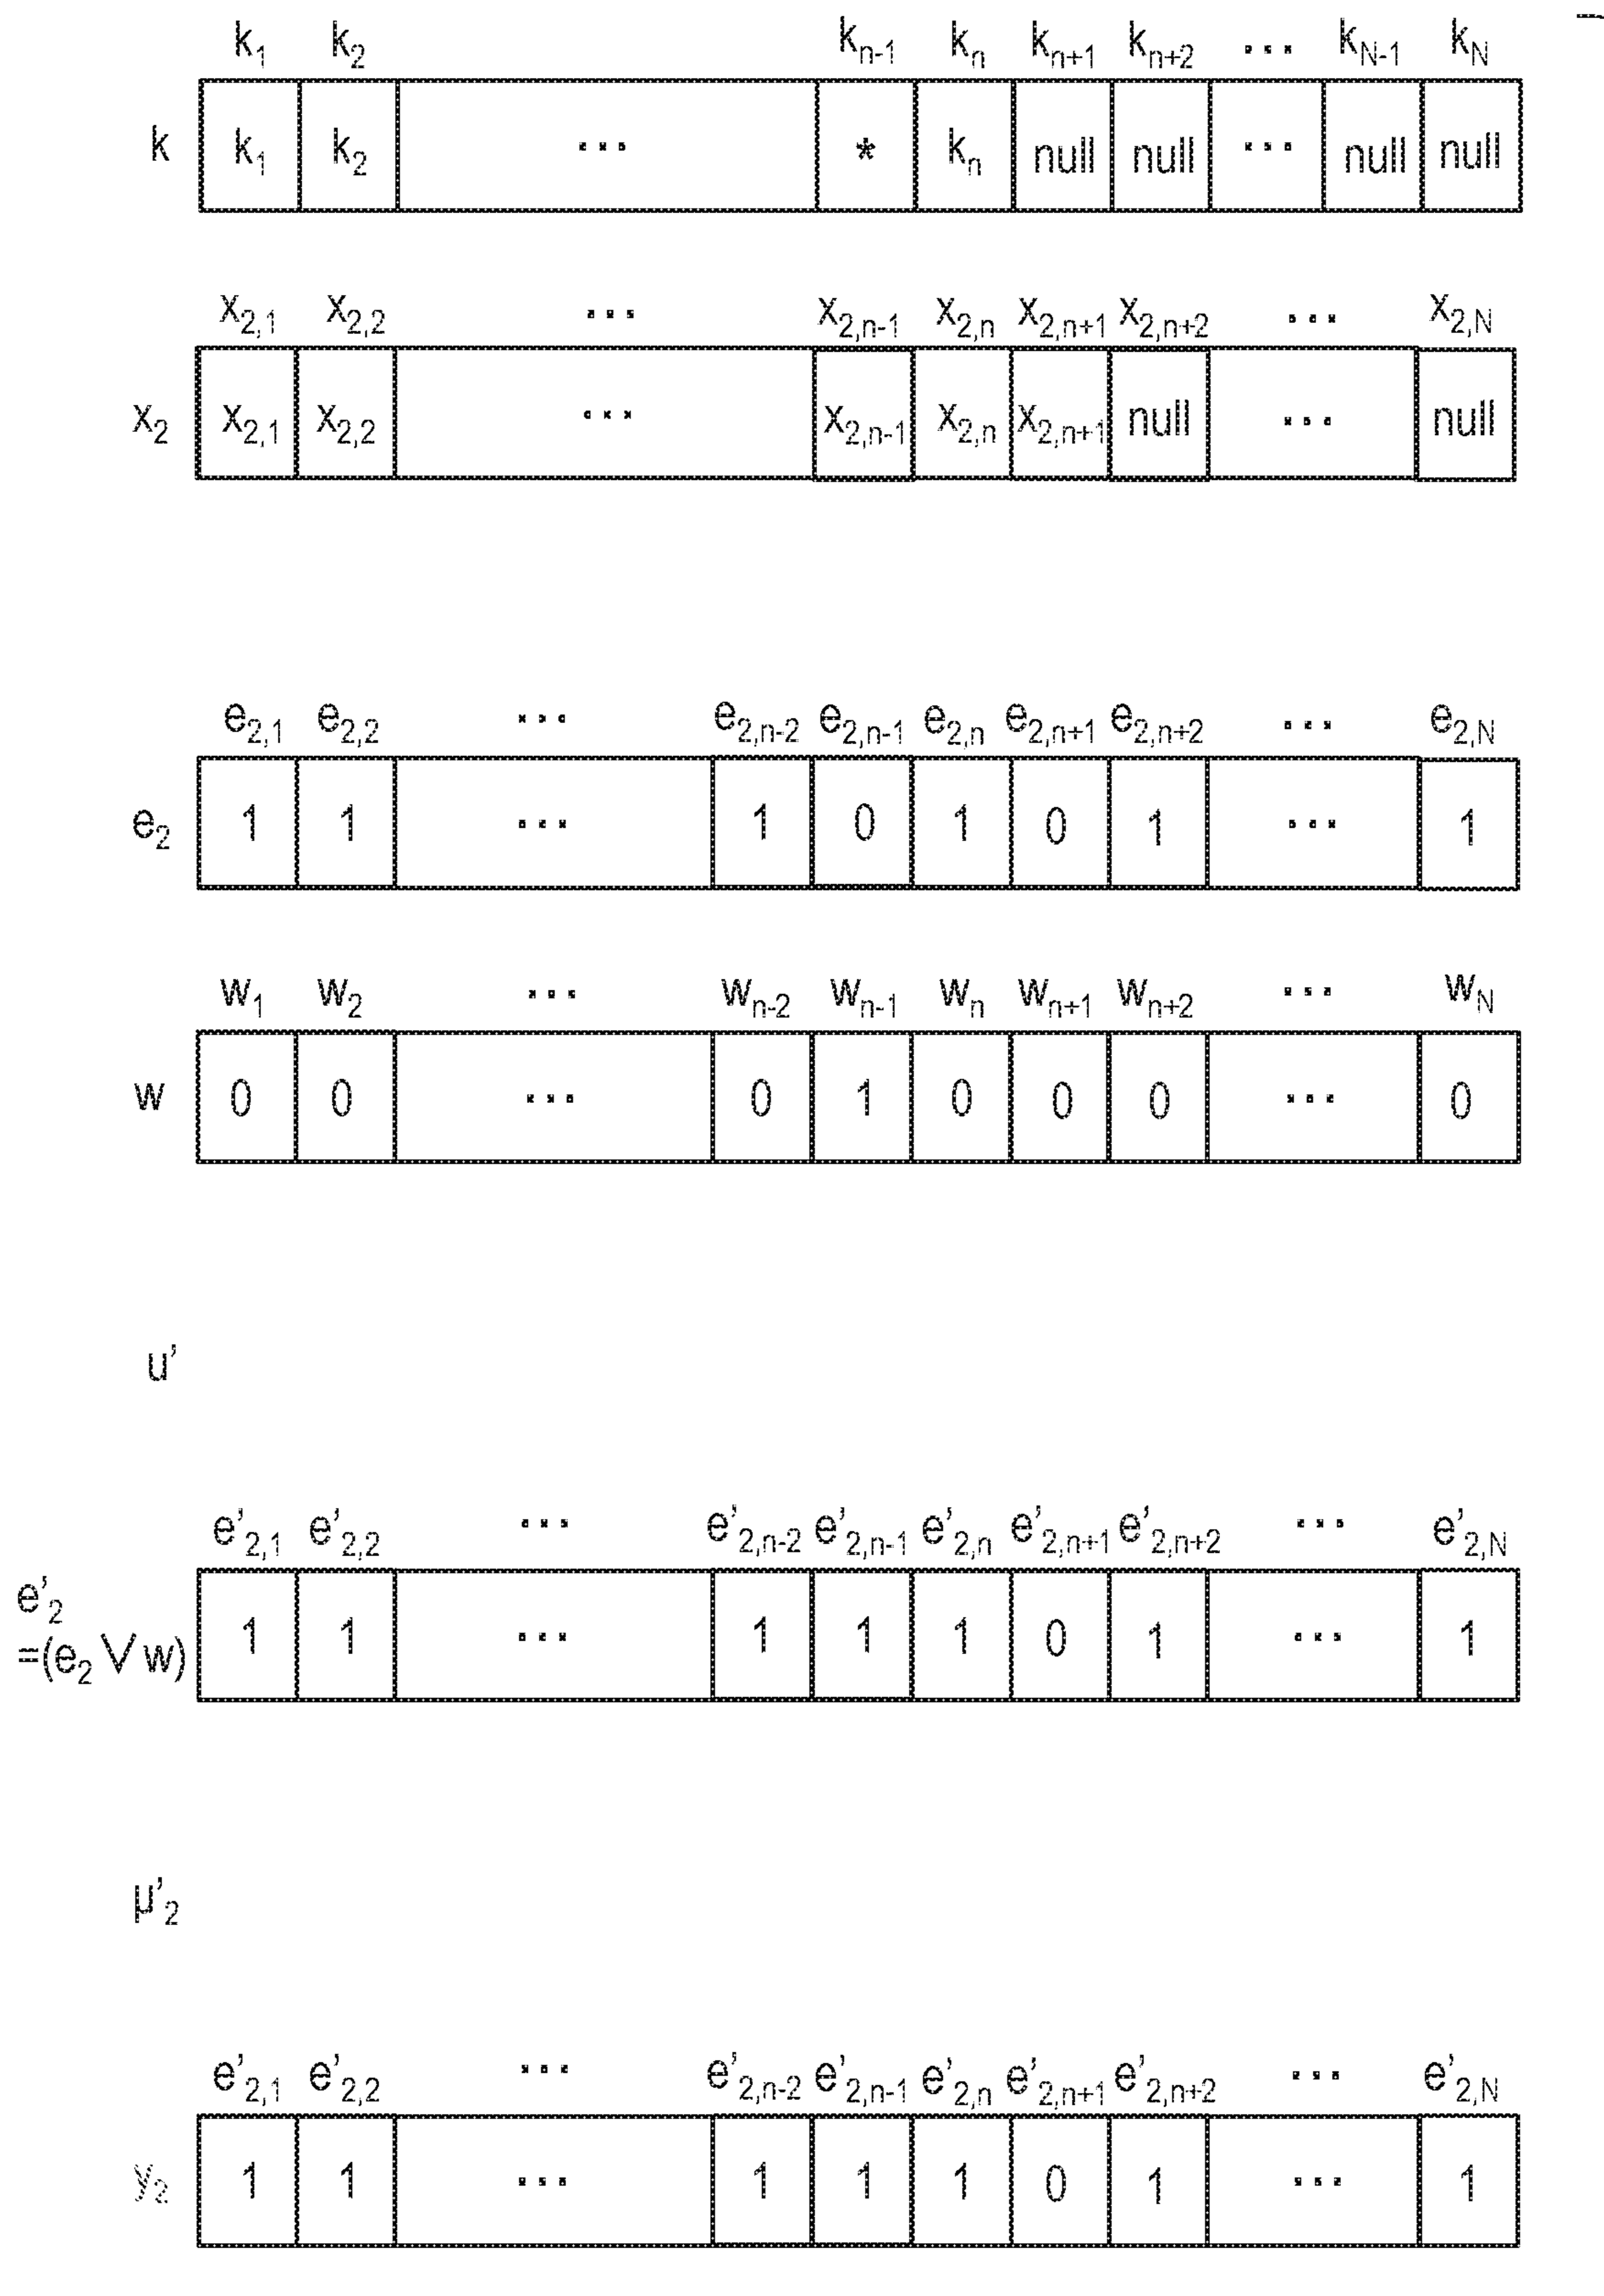 k₁ k₂ kₙ₋₁ kₙ kₙ₊₁ kₙ₊₂ ... k_N-1 k_N
k k₁ k₂ ... * kₙ null null ... null null
x₂,₁ x₂,₂ ... x₂,ₙ₋₁ x₂,ₙ x₂,ₙ₊₁ x₂,ₙ₊₂ ... x₂,N
x₂ x₂,₁ x₂,₂ ... x₂,ₙ₋₁ x₂,ₙ x₂,ₙ₊₁ null ... null
e₂,₁ e₂,₂ ... e₂,ₙ₋₂ e₂,ₙ₋₁ e₂,ₙ e₂,ₙ₊₁ e₂,ₙ₊₂ ... e₂,N
e₂ 1 1 ... 1 0 1 0 1 ... 1
w₁ w₂ ... wₙ₋₂ wₙ₋₁ wₙ wₙ₊₁ wₙ₊₂ ... w_N
w 0 0 ... 0 1 0 0 0 ... 0
u'
e'₂,₁ e'₂,₂ ... e'₂,ₙ₋₂ e'₂,ₙ₋₁ e'₂,ₙ e'₂,ₙ₊₁ e'₂,ₙ₊₂ ... e'₂,N
e'₂
=(e₂ ∨ w) 1 1 ... 1 1 1 0 1 ... 1
μ'₂
e'₂,₁ e'₂,₂ ... e'₂,ₙ₋₂ e'₂,ₙ₋₁ e'₂,ₙ e'₂,ₙ₊₁ e'₂,ₙ₊₂ ... e'₂,N
y₂ 1 1 ... 1 1 1 0 1 ... 1